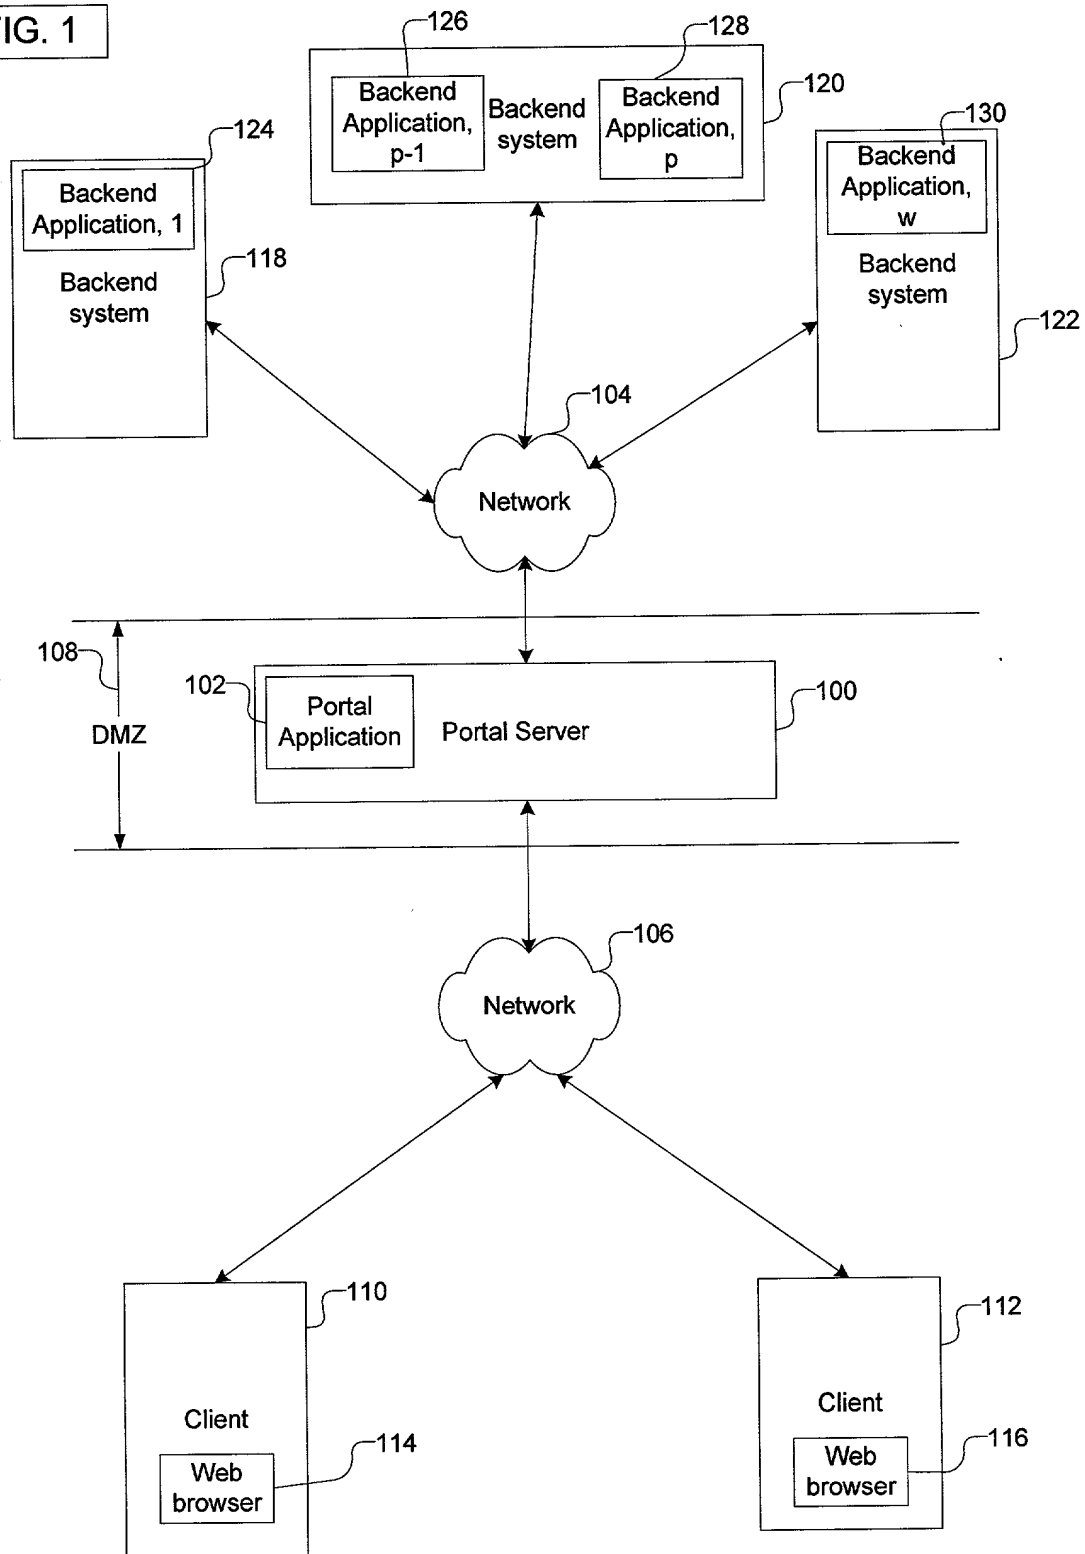 FIG. 1
126
128
Backend
Application,
p-1
Backend
system
Backend
Application,
p
120
124
Backend
Application, 1
118
Backend
system
130
Backend
Application,
w
Backend
system
122
104
Network
108
DMZ
102
Portal
Application
Portal Server
100
106
Network
110
Client
114
Web
browser
112
Client
116
Web
browser